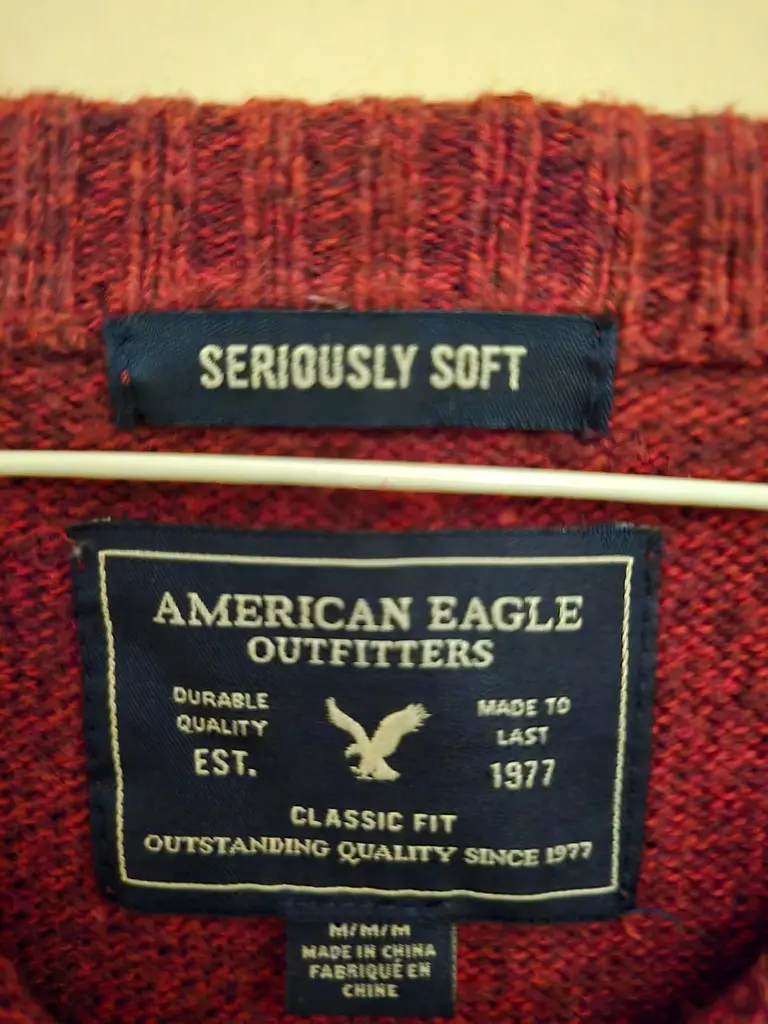 SERIOUSLY SOFT
AMERICAN EAGLE
OUTFITTERS
DURABLE
QUALITY
EST.
MADE TO
LAST
1977
CLASSIC FIT
OUTSTANDING QUALITY SINCE 1977
M/M/M
MADE IN CHINA
FABRIQUÉ EN
CHINE